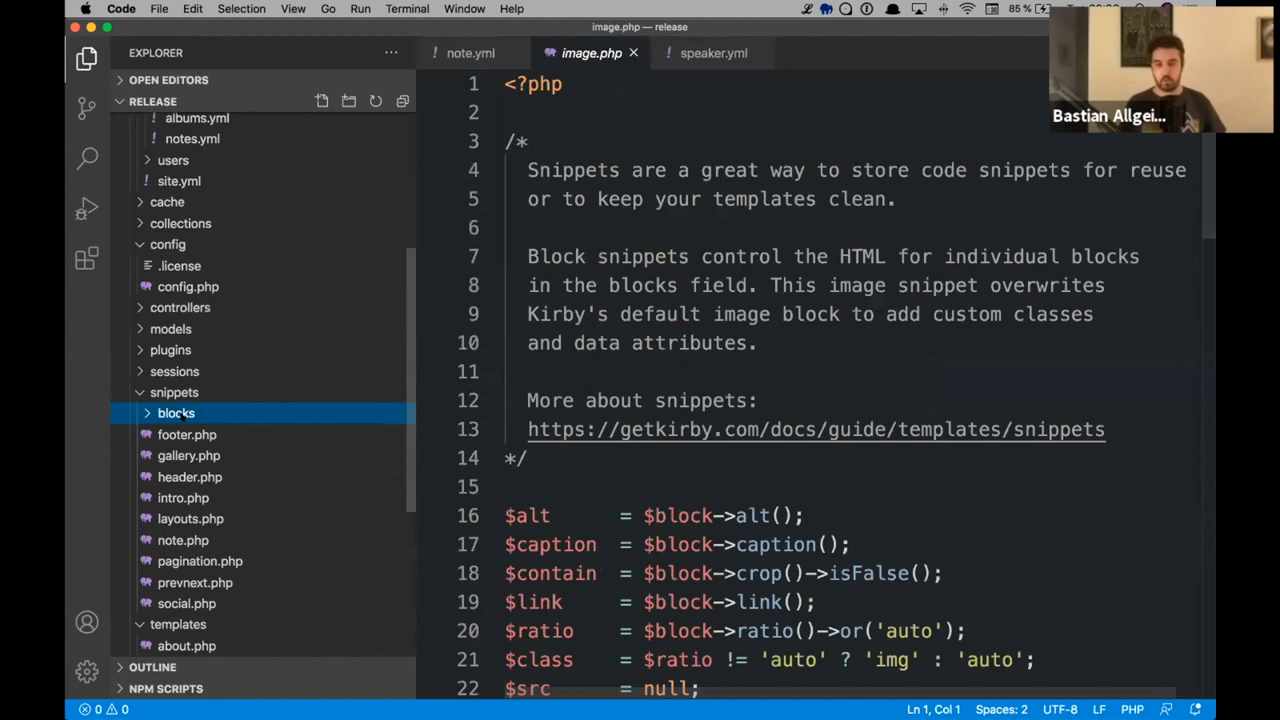 Code File Edit Selection View Go Run Terminal Window Help 85 %
image.php — release
EXPLORER
OPEN EDITORS
RELEASE
albums.yml
notes.yml
users
site.yml
cache
collections
config
.license
config.php
controllers
models
plugins
sessions
snippets
blocks
footer.php
gallery.php
header.php
intro.php
layouts.php
note.php
pagination.php
prevnext.php
social.php
templates
about.php
OUTLINE
NPM SCRIPTS
note.yml image.php speaker.yml
1 <?php
2
3 /*
4 Snippets are a great way to store code snippets for reuse
5 or to keep your templates clean.
6
7 Block snippets control the HTML for individual blocks
8 in the blocks field. This image snippet overwrites
9 Kirby's default image block to add custom classes
10 and data attributes.
11
12 More about snippets:
13 https://getkirby.com/docs/guide/templates/snippets
14 */
15
16 $alt = $block->alt();
17 $caption = $block->caption();
18 $contain = $block->crop()->isFalse();
19 $link = $block->link();
20 $ratio = $block->ratio()->or('auto');
21 $class = $ratio != 'auto' ? 'img' : 'auto';
22 $src = null;
Bastian Allgei...
0 0 Ln 1, Col 1 Spaces: 2 UTF-8 LF PHP